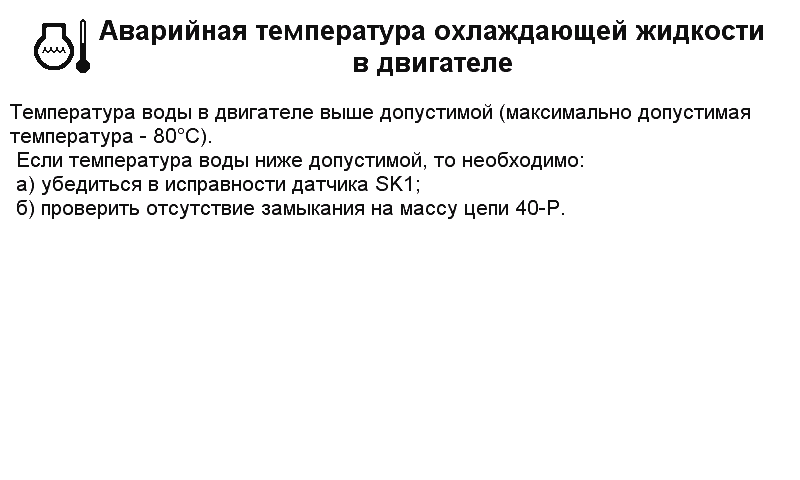 Аварийная температура охлаждающей жидкости
в двигателе
Температура воды в двигателе выше допустимой (максимально допустимая
температура - 80°С).
Если температура воды ниже допустимой, то необходимо:
а) убедиться в исправности датчика SK1;
б) проверить отсутствие замыкания на массу цепи 40-Р.